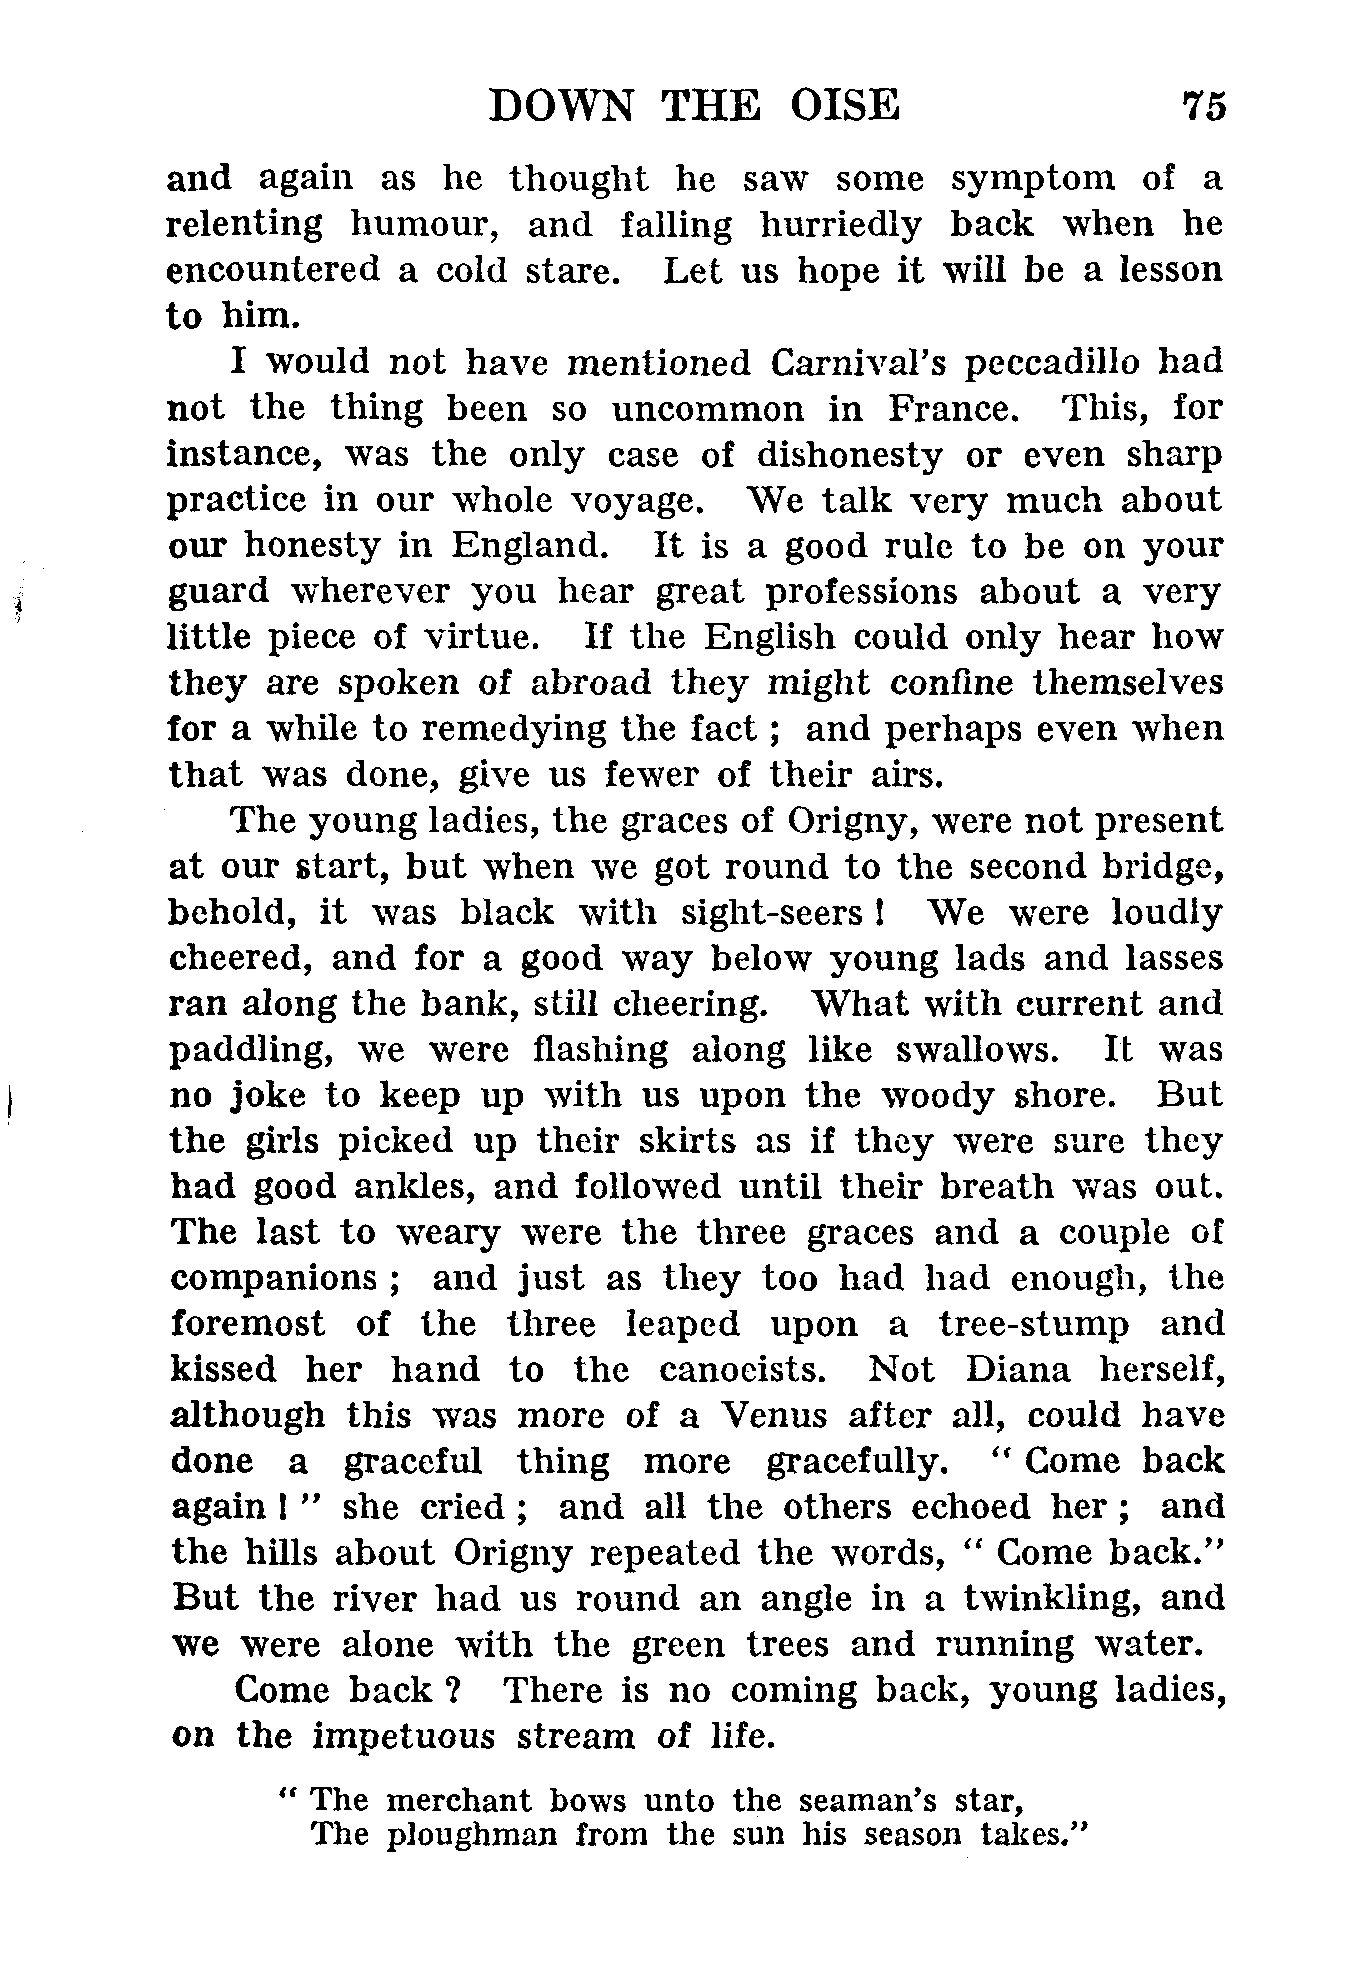 DOWN THE OISE 75
and again as he thought he saw some symptom of a
relenting humour, and falling hurriedly back when he
encountered a cold stare. Let us hope it will be a lesson
to him.
I would not have mentioned Carnival's peccadillo had
not the thing been so uncommon in France. This, for
instance, was the only case of dishonesty or even sharp
practice in our whole voyage. We talk very much about
our honesty in England. It is a good rule to be on your
guard wherever you hear great professions about a very
little piece of virtue. If the English could only hear how
they are spoken of abroad they might confine themselves
for a while to remedying the fact ; and perhaps even when
that was done, give us fewer of their airs.
The young ladies, the graces of Origny, were not present
at our start, but when we got round to the second bridge,
behold, it was black with sight-seers ! We were loudly
cheered, and for a good way below young lads and lasses
ran along the bank, still cheering. What with current and
paddling, we were flashing along like swallows. It was
no joke to keep up with us upon the woody shore. But
the girls picked up their skirts as if they were sure they
had good ankles, and followed until their breath was out.
The last to weary were the three graces and a couple of
companions ; and just as they too had had enough, the
foremost of the three leaped upon a tree-stump and
kissed her hand to the canoeists. Not Diana herself,
although this was more of a Venus after all, could have
done a graceful thing more gracefully. “ Come back
again ! ” she cried ; and all the others echoed her ; and
the hills about Origny repeated the words, “ Come back.”
But the river had us round an angle in a twinkling, and
we were alone with the green trees and running water.
Come back ? There is no coming back, young ladies,
on the impetuous stream of life.
“ The merchant bows unto the seaman's star,
The ploughman from the sun his season takes.”